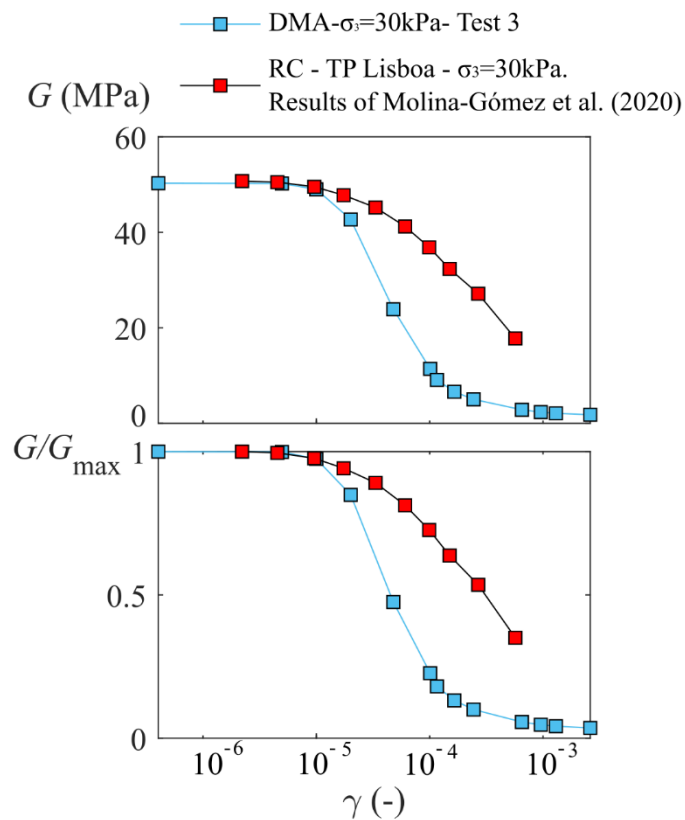 DMA-σ₃=30kPa- Test 3
RC - TP Lisboa - σ₃=30kPa.
Results of Molina-Gómez et al. (2020)
G (MPa)
60
40
20
0
G/Gmax
1
0.5
0
10⁻⁶ 10⁻⁵ 10⁻⁴ 10⁻³
γ (-)